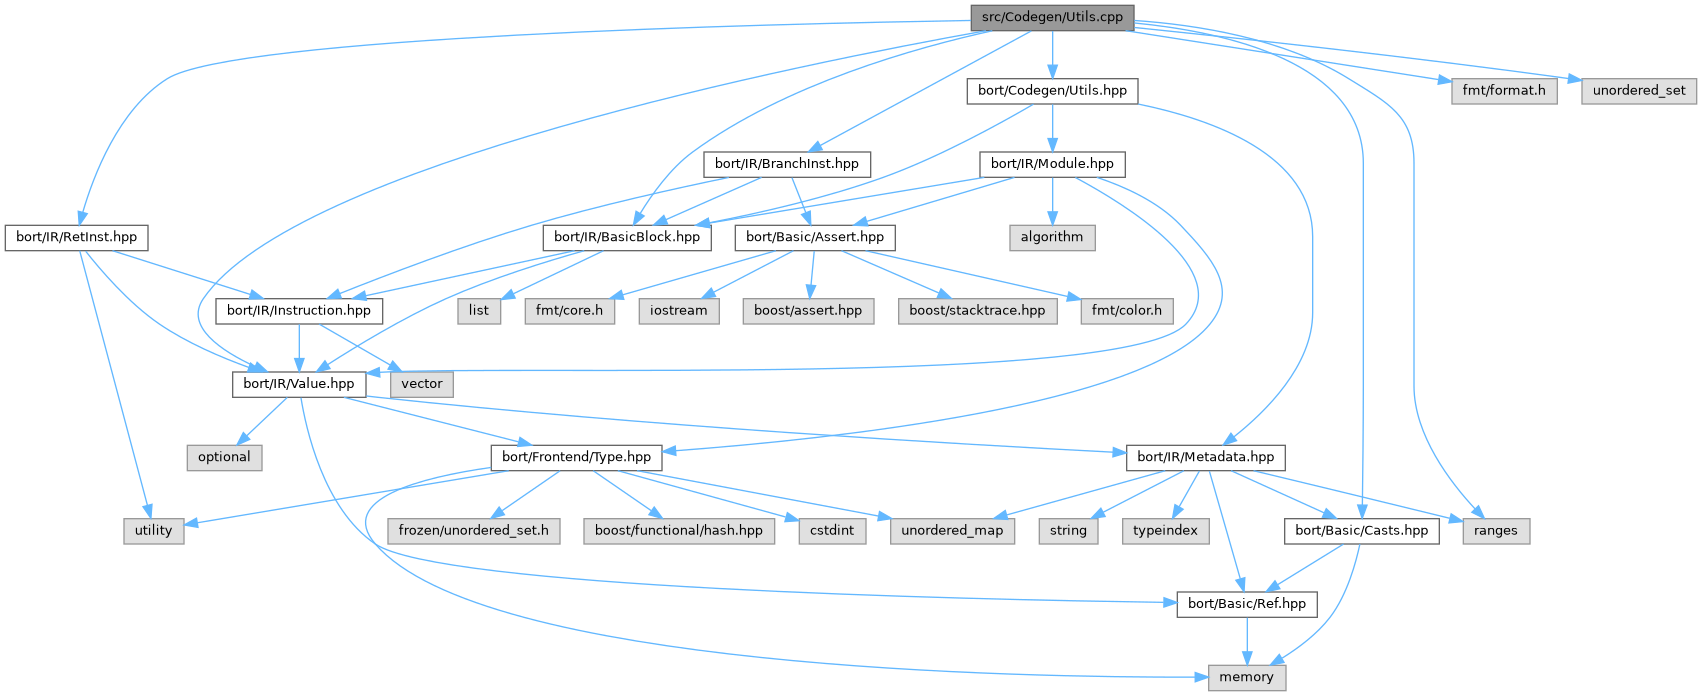 src/Codegen/Utils.cpp
bort/Codegen/Utils.hpp
fmt/format.h
unordered_set
bort/IR/BranchInst.hpp
bort/IR/Module.hpp
bort/IR/RetInst.hpp
bort/IR/BasicBlock.hpp
bort/Basic/Assert.hpp
algorithm
bort/IR/Instruction.hpp
list
fmt/core.h
iostream
boost/assert.hpp
boost/stacktrace.hpp
fmt/color.h
bort/IR/Value.hpp
vector
optional
bort/Frontend/Type.hpp
bort/IR/Metadata.hpp
utility
frozen/unordered_set.h
boost/functional/hash.hpp
cstdint
unordered_map
string
typeindex
bort/Basic/Casts.hpp
ranges
bort/Basic/Ref.hpp
memory